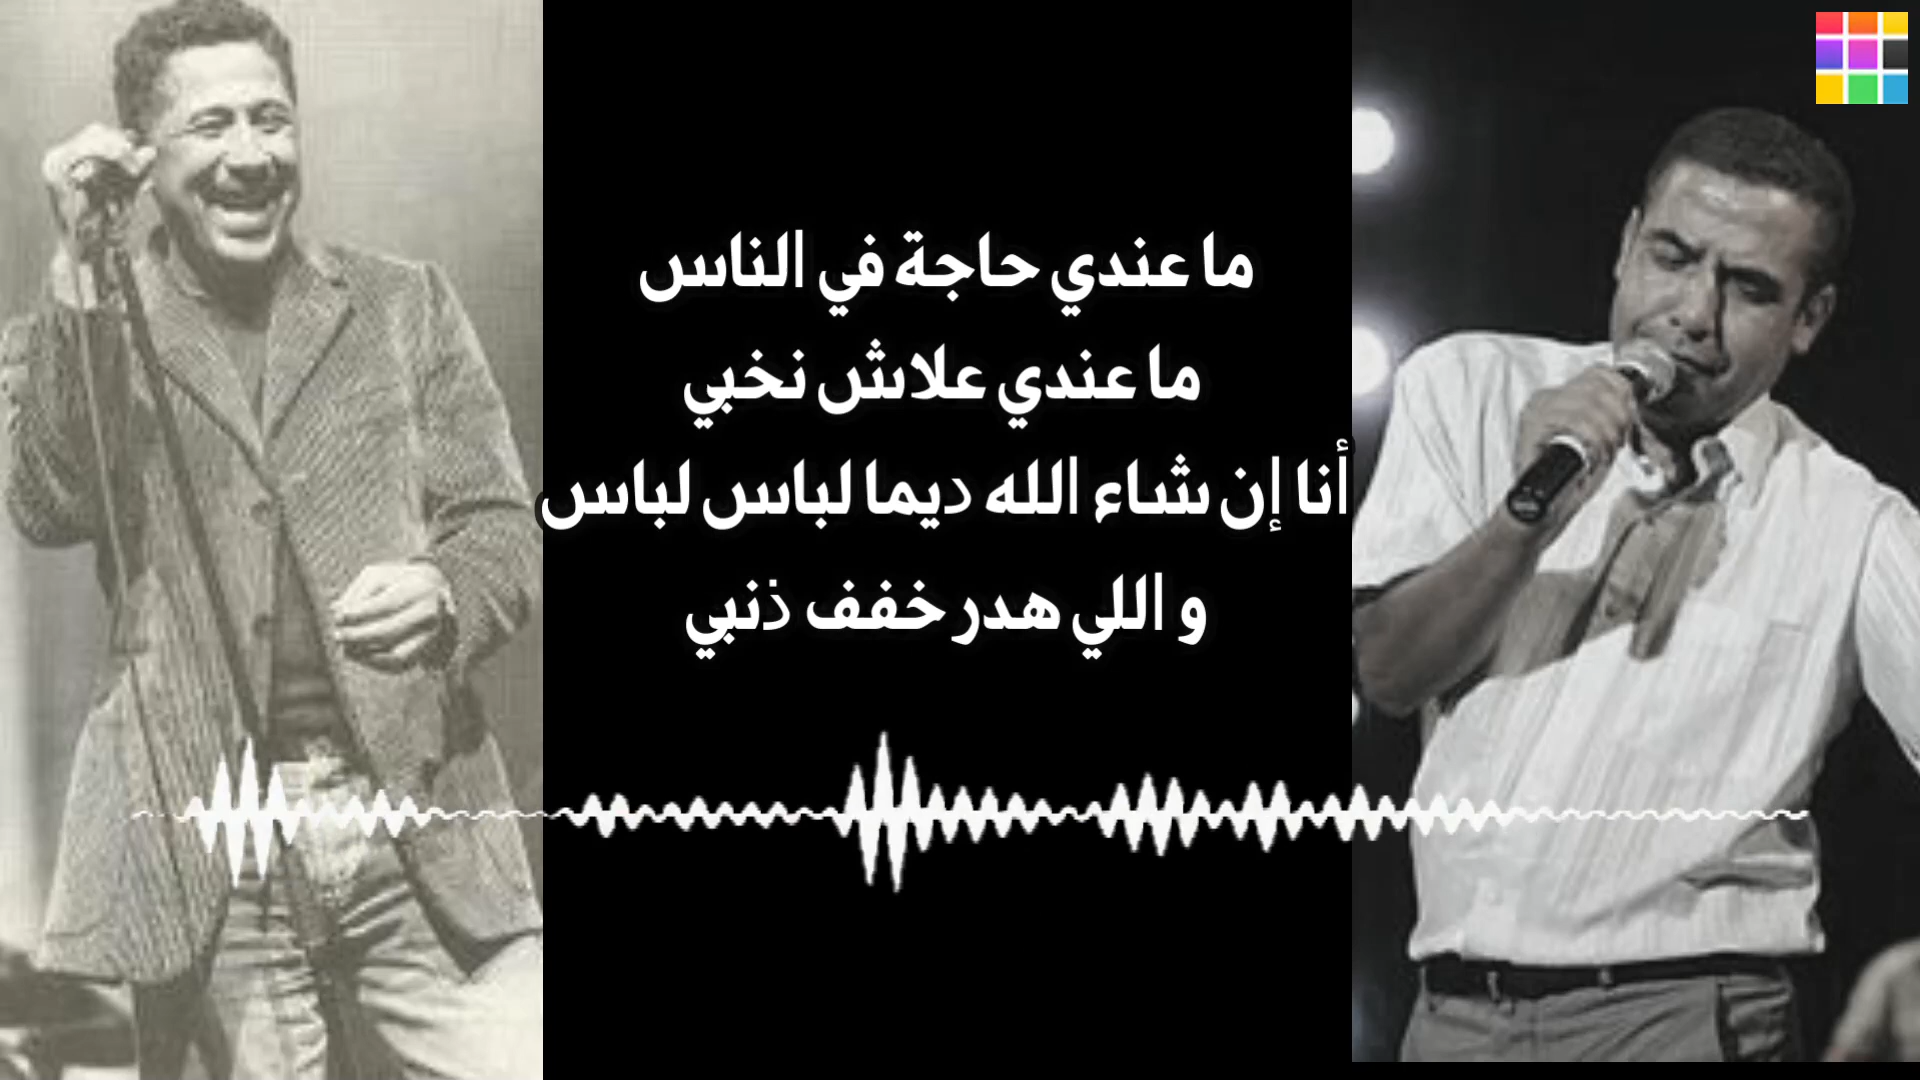 ما عندي حاجة في الناس
ما عندي علاش نخبي
أنا إن شاء الله ديما لباس لباس
و اللي هدر خفف ذنبي